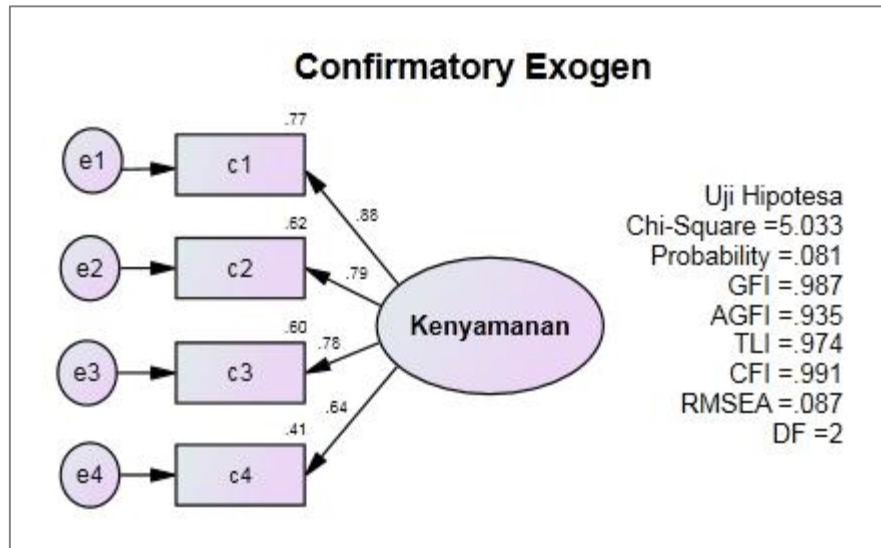 Confirmatory Exogen
.77
e1
c1
.88
.62
e2
c2
.79
Kenyamanan
.60
e3
c3
.78
.64
.41
e4
c4
Uji Hipotesa
Chi-Square =5.033
Probability =.081
GFI =.987
AGFI =.935
TLI =.974
CFI =.991
RMSEA =.087
DF =2